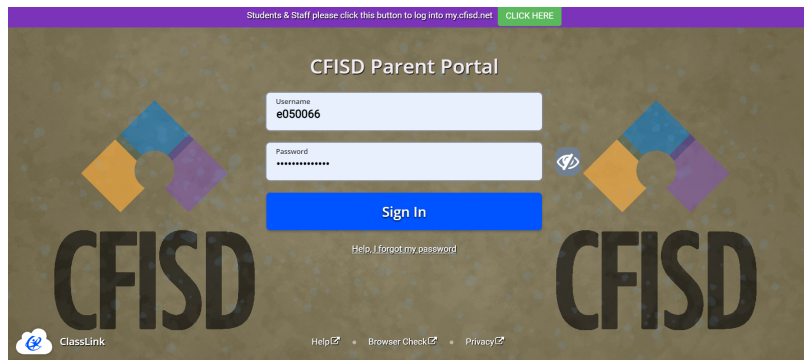 Students & Staff please click this button to log into my.cfisd.net CLICK HERE
CFISD Parent Portal
Username
e050066
Password
••••••••••••••
Sign In
Help, I forgot my password
CFISD CFISD
ClassLink Help • Browser Check • Privacy